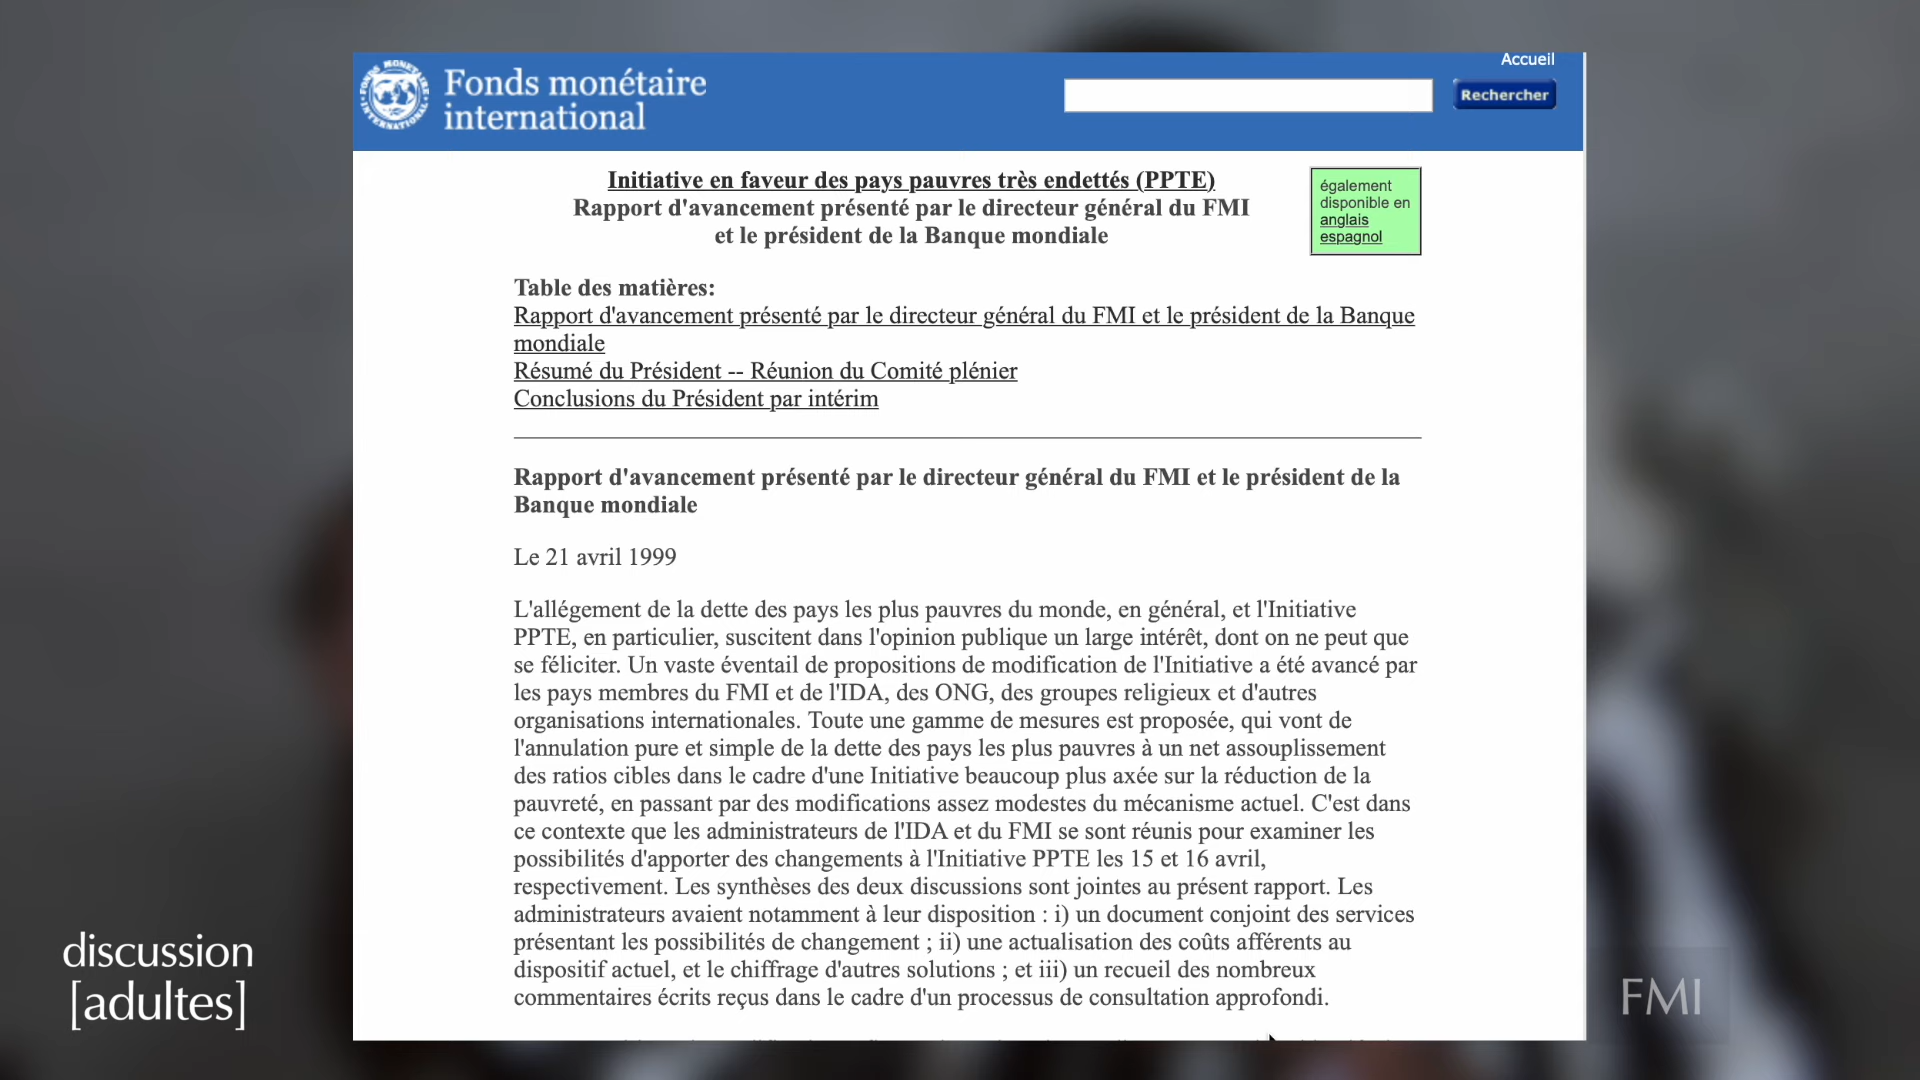 Accueil
Fonds monétaire
international
Rechercher
FONDS MONÉTAIRE
INTERNATIONAL
Initiative en faveur des pays pauvres très endettés (PPTE)
Rapport d'avancement présenté par le directeur général du FMI
et le président de la Banque mondiale
également
disponible en
anglais
espagnol
Table des matières:
Rapport d'avancement présenté par le directeur général du FMI et le président de la Banque
mondiale
Résumé du Président -- Réunion du Comité plénier
Conclusions du Président par intérim
Rapport d'avancement présenté par le directeur général du FMI et le président de la
Banque mondiale
Le 21 avril 1999
L'allégement de la dette des pays les plus pauvres du monde, en général, et l'Initiative
PPTE, en particulier, suscitent dans l'opinion publique un large intérêt, dont on ne peut que
se féliciter. Un vaste éventail de propositions de modification de l'Initiative a été avancé par
les pays membres du FMI et de l'IDA, des ONG, des groupes religieux et d'autres
organisations internationales. Toute une gamme de mesures est proposée, qui vont de
l'annulation pure et simple de la dette des pays les plus pauvres à un net assouplissement
des ratios cibles dans le cadre d'une Initiative beaucoup plus axée sur la réduction de la
pauvreté, en passant par des modifications assez modestes du mécanisme actuel. C'est dans
ce contexte que les administrateurs de l'IDA et du FMI se sont réunis pour examiner les
possibilités d'apporter des changements à l'Initiative PPTE les 15 et 16 avril,
respectivement. Les synthèses des deux discussions sont jointes au présent rapport. Les
administrateurs avaient notamment à leur disposition : i) un document conjoint des services
présentant les possibilités de changement ; ii) une actualisation des coûts afférents au
dispositif actuel, et le chiffrage d'autres solutions ; et iii) un recueil des nombreux
commentaires écrits reçus dans le cadre d'un processus de consultation approfondi.
discussion
[adultes]
FMI